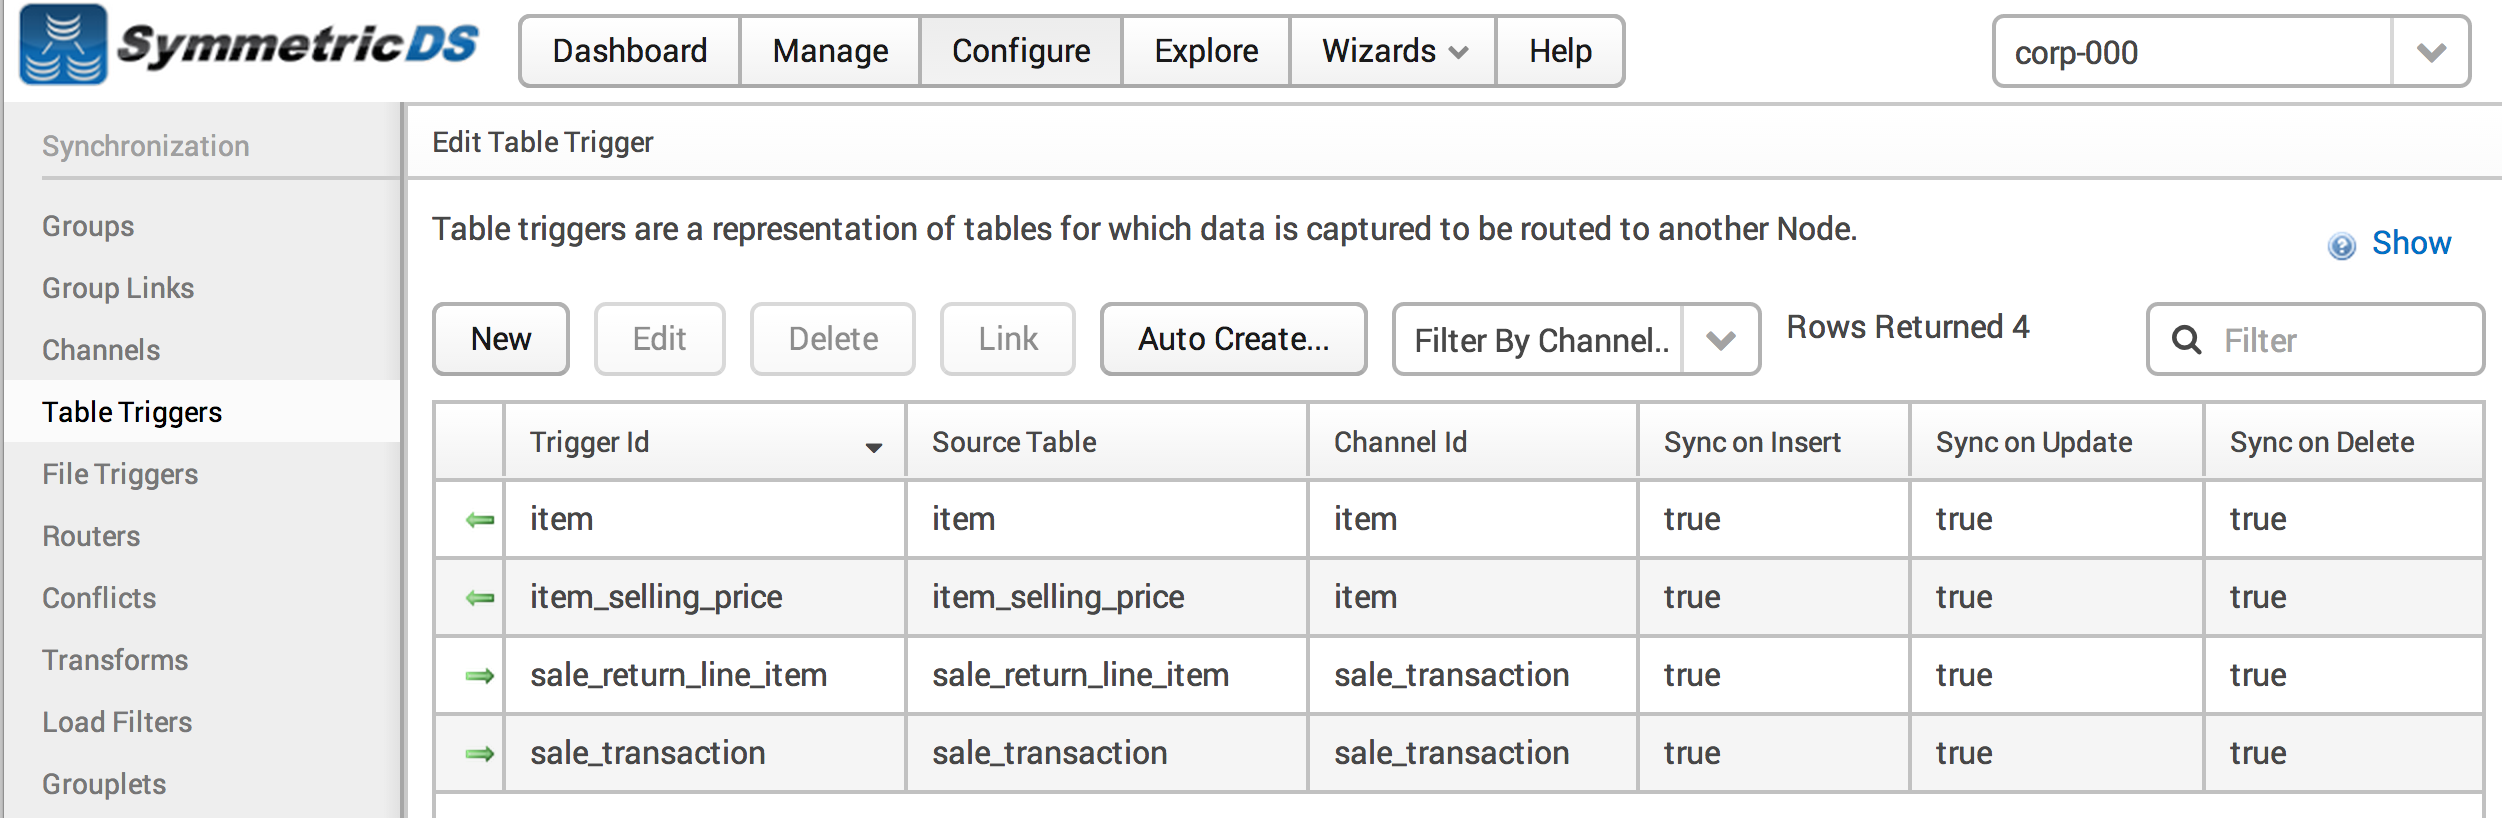 SymmetricDS Dashboard Manage Configure Explore Wizards Help corp-000
Synchronization
Groups
Group Links
Channels
Table Triggers
File Triggers
Routers
Conflicts
Transforms
Load Filters
Grouplets
Edit Table Trigger
Table triggers are a representation of tables for which data is captured to be routed to another Node.
Show
New Edit Delete Link Auto Create... Filter By Channel.. Rows Returned 4 Filter
Trigger Id Source Table Channel Id Sync on Insert Sync on Update Sync on Delete
item item item true true true
item_selling_price item_selling_price item true true true
sale_return_line_item sale_return_line_item sale_transaction true true true
sale_transaction sale_transaction sale_transaction true true true